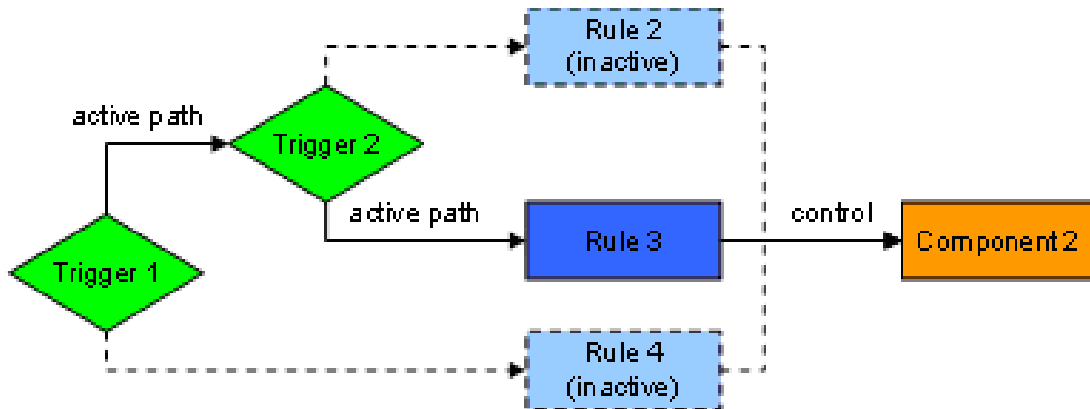 Rule 2
(inactive)
active path
Trigger 2
active path
Rule 3
control
Component 2
Trigger 1
Rule 4
(inactive)